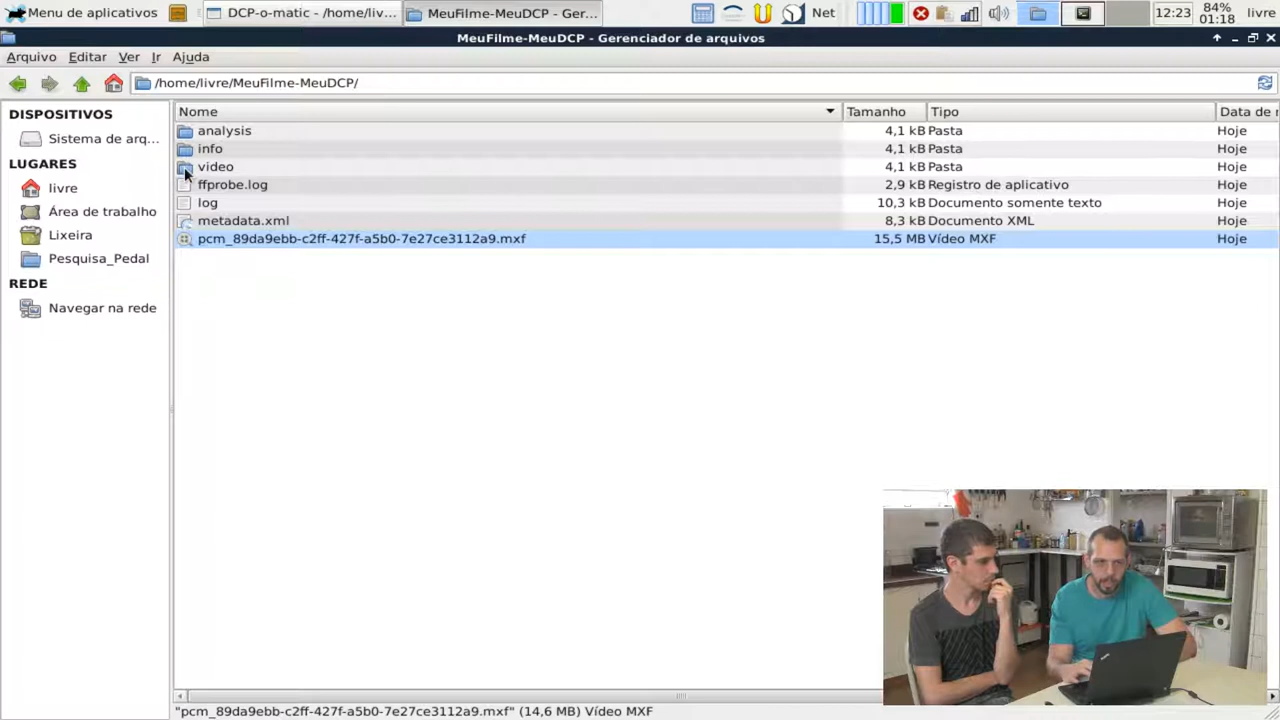 Menu de aplicativos
DCP-o-matic - /home/liv...
MeuFilme-MeuDCP - Ger...
Net
12:23
84%
01:18
livre
MeuFilme-MeuDCP - Gerenciador de arquivos
Arquivo Editar Ver Ir Ajuda
/home/livre/MeuFilme-MeuDCP/
DISPOSITIVOS
Sistema de arq...
LUGARES
livre
Área de trabalho
Lixeira
Pesquisa_Pedal
REDE
Navegar na rede
Nome Tamanho Tipo Data de
analysis 4,1 kB Pasta Hoje
info 4,1 kB Pasta Hoje
video 4,1 kB Pasta Hoje
ffprobe.log 2,9 kB Registro de aplicativo Hoje
log 10,3 kB Documento somente texto Hoje
metadata.xml 8,3 kB Documento XML Hoje
pcm_89da9ebb-c2ff-427f-a5b0-7e27ce3112a9.mxf 15,5 MB Vídeo MXF Hoje
"pcm_89da9ebb-c2ff-427f-a5b0-7e27ce3112a9.mxf" (14,6 MB) Vídeo MXF